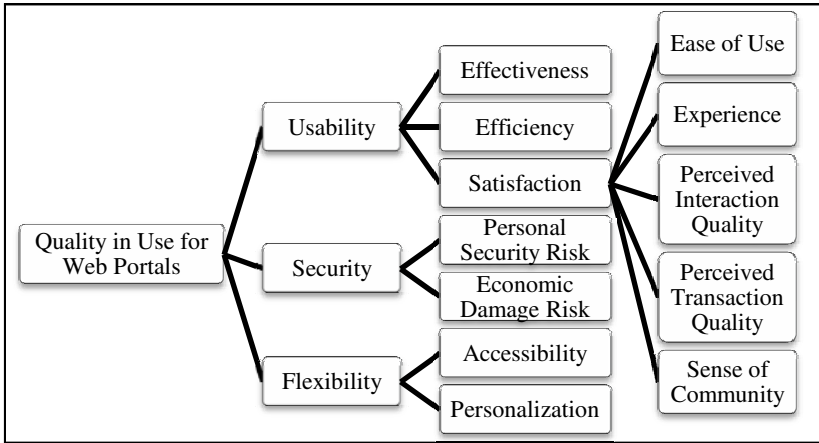 Quality in Use for
Web Portals
Usability
Security
Flexibility
Effectiveness
Efficiency
Satisfaction
Personal
Security Risk
Economic
Damage Risk
Accessibility
Personalization
Ease of Use
Experience
Perceived
Interaction
Quality
Perceived
Transaction
Quality
Sense of
Community